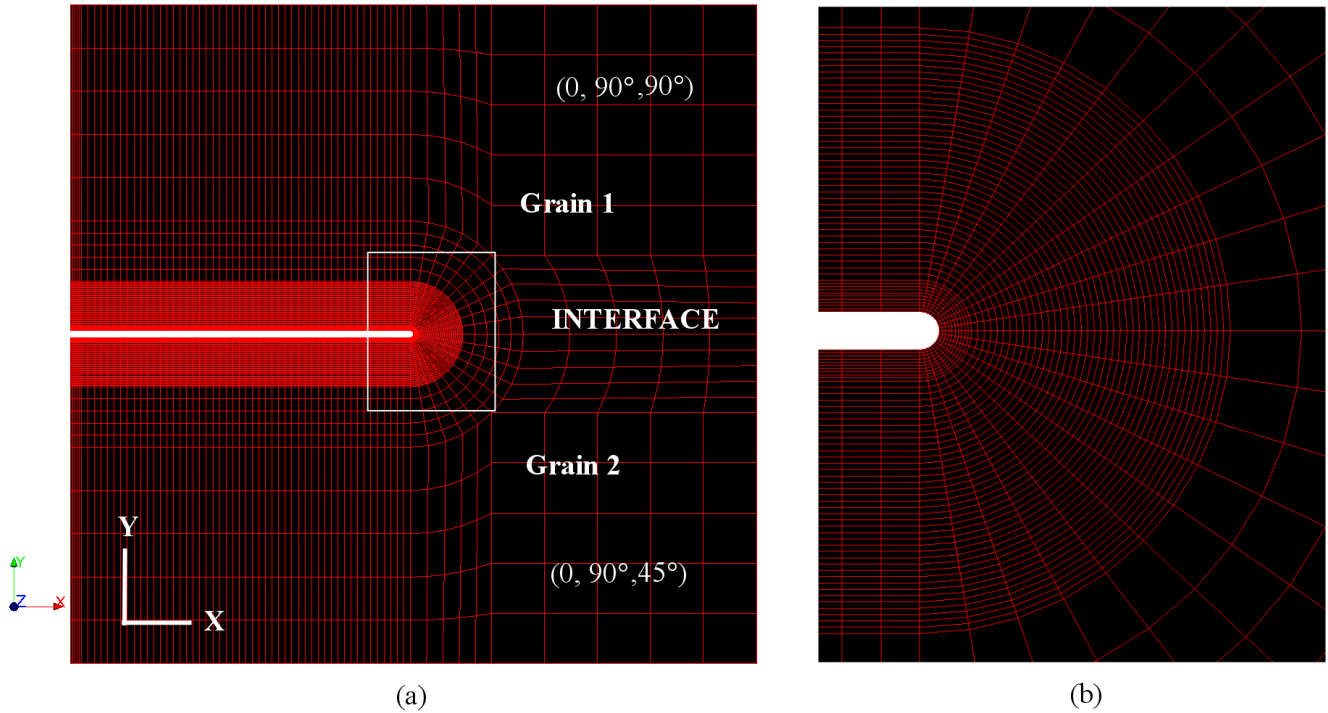 (0, 90°,90°)
Grain 1
INTERFACE
Grain 2
(0, 90°,45°)
Y
X
Y
Z
X
(a)
(b)